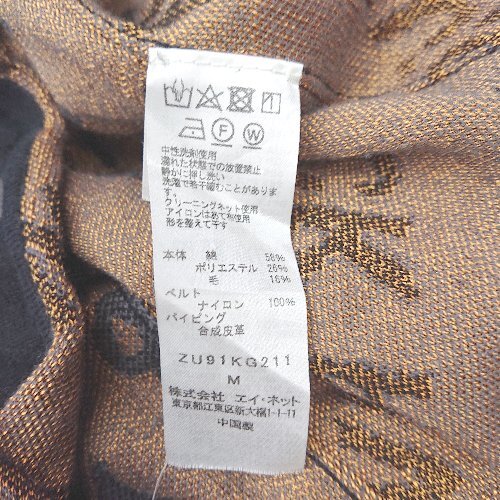 F W
中性洗剤使用
濡れた状態での放置禁止
静かに押し洗い
洗濯で若干縮むことがありま
す。
クリーニングネット使用
アイロンはあて布使用
形を整えて干す
本体 綿 56%
ポリエステル 26%
毛 18%
ベルト
ナイロン 100%
パイピング
合成皮革
ZU91KG211
M
株式会社 エイ・ネット
東京都江東区新大橋1-1-11
中国製